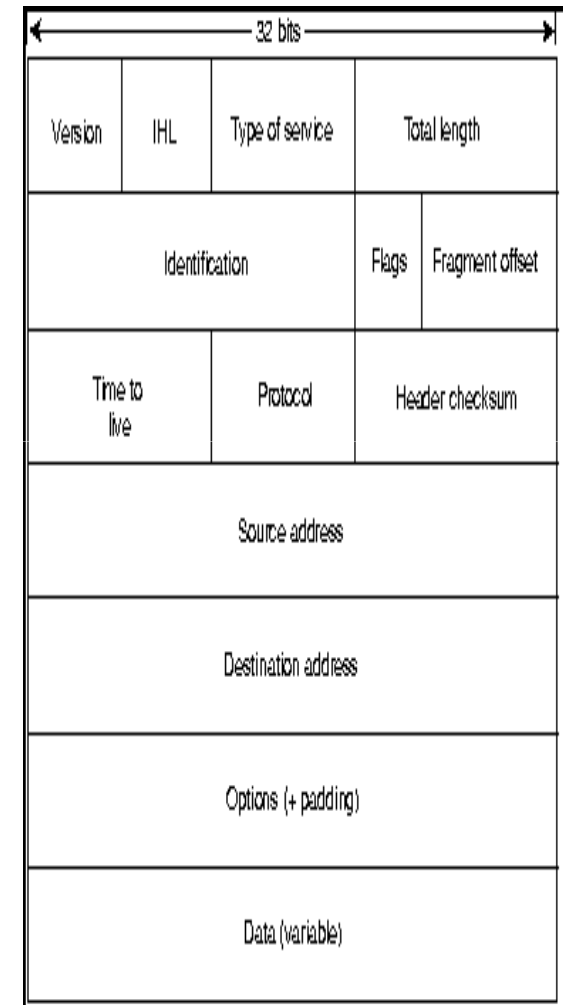 32 bits
Version IHL Type of service Total length
Identification Flags Fragment offset
Time to
live
Protocol Header checksum
Source address
Destination address
Options (+ padding)
Data (variable)